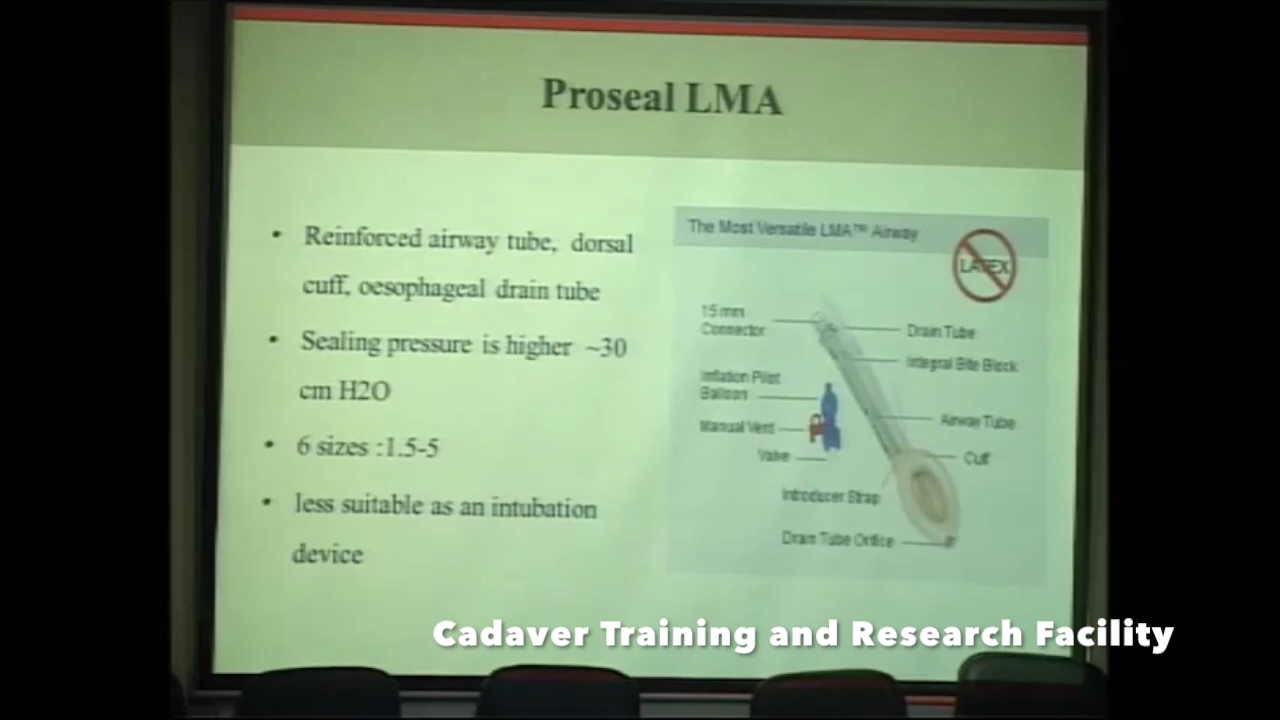 Proseal LMA
• Reinforced airway tube, dorsal
cuff, oesophageal drain tube
• Sealing pressure is higher ~30
cm H2O
• 6 sizes :1.5-5
• less suitable as an intubation
device
The Most Versatile LMA™ Airway
LATEX
15 mm
Connector
Drain Tube
Integral Bite Block
Inflation Pilot
Balloon
Manual Vent
Airway Tube
Valve
Cuff
Introducer Strap
Drain Tube Orifice
Cadaver Training and Research Facility